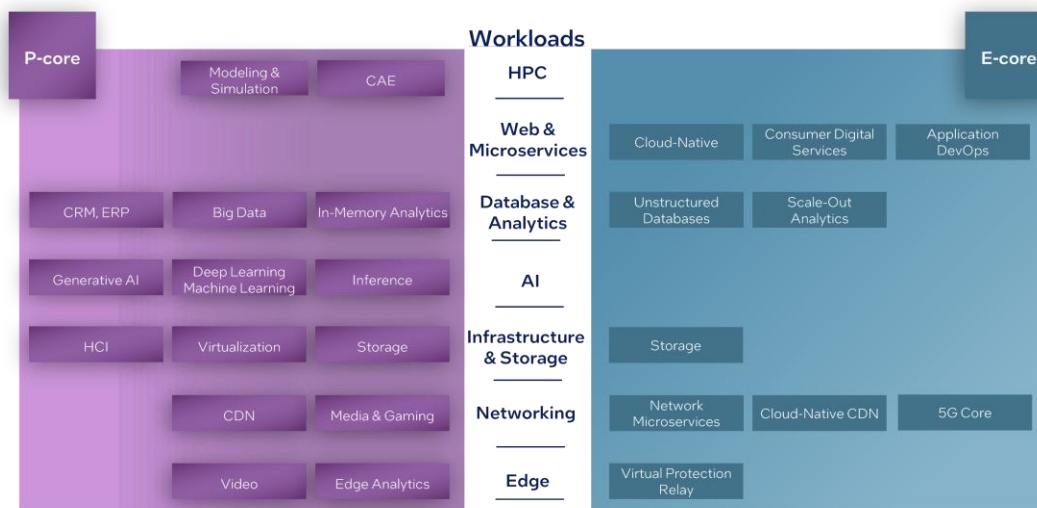 P-core
Workloads
E-core
Modeling &
Simulation
CAE
HPC
Web &
Microservices
Cloud-Native
Consumer Digital
Services
Application
DevOps
CRM, ERP
Big Data
In-Memory Analytics
Database &
Analytics
Unstructured
Databases
Scale-Out
Analytics
Generative AI
Deep Learning
Machine Learning
Inference
AI
HCI
Virtualization
Storage
Infrastructure
& Storage
Storage
CDN
Media & Gaming
Networking
Network
Microservices
Cloud-Native CDN
5G Core
Video
Edge Analytics
Edge
Virtual Protection
Relay